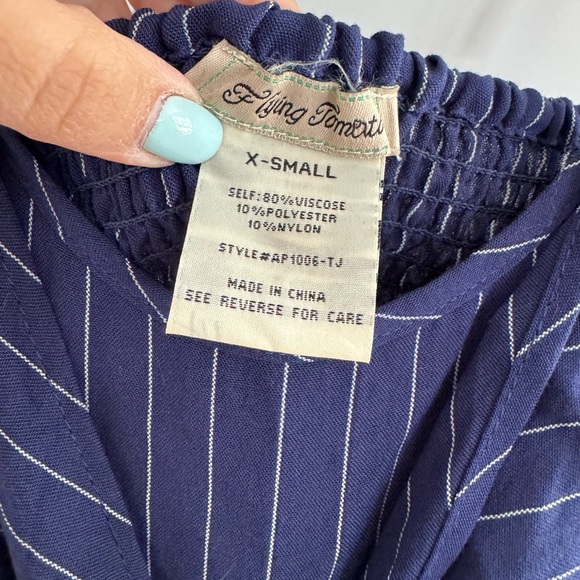 Flying Tomato
X-SMALL
SELF:80%VISCOSE
10%POLYESTER
10%NYLON
STYLE#AP1006-TJ
MADE IN CHINA
SEE REVERSE FOR CARE